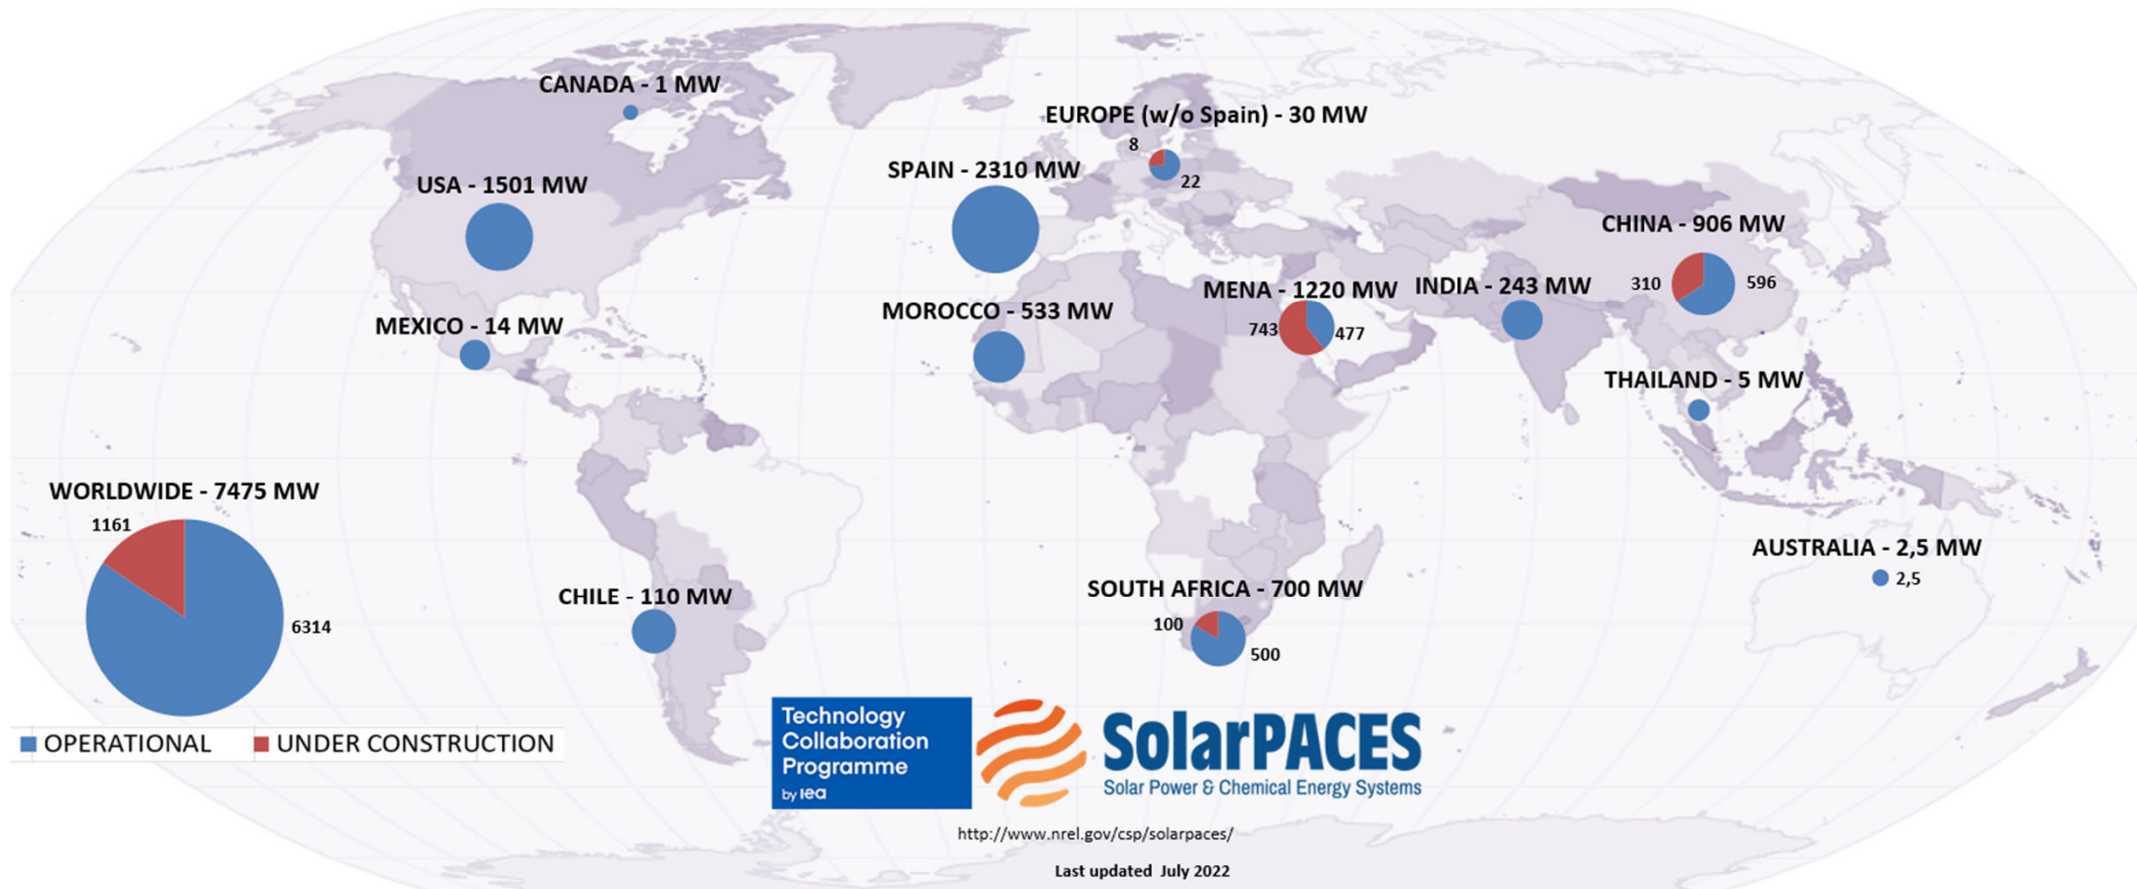 CANADA - 1 MW
EUROPE (w/o Spain) - 30 MW
8
22
SPAIN - 2310 MW
USA - 1501 MW
CHINA - 906 MW
310
596
MENA - 1220 MW
743
477
INDIA - 243 MW
MOROCCO - 533 MW
MEXICO - 14 MW
THAILAND - 5 MW
WORLDWIDE - 7475 MW
1161
6314
AUSTRALIA - 2,5 MW
2,5
CHILE - 110 MW
SOUTH AFRICA - 700 MW
100
500
OPERATIONAL
UNDER CONSTRUCTION
Technology
Collaboration
Programme
by iea
SolarPACES
Solar Power & Chemical Energy Systems
http://www.nrel.gov/csp/solarpaces/
Last updated July 2022